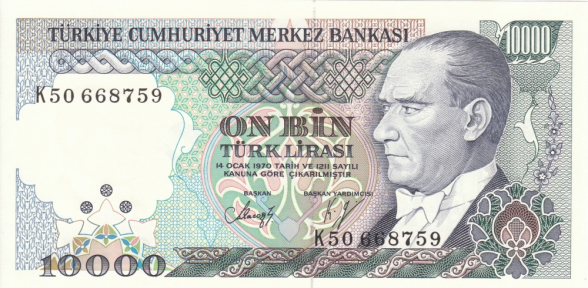 TÜRKİYE CUMHURİYET MERKEZ BANKASI
10000
K50 668759
ON BİN
TÜRK LİRASI
14 OCAK 1970 TARİH VE 1211 SAYILI
KANUNA GÖRE ÇIKARILMIŞTIR
BAŞKAN BAŞKAN YARDIMCISI
K50 668759
10000